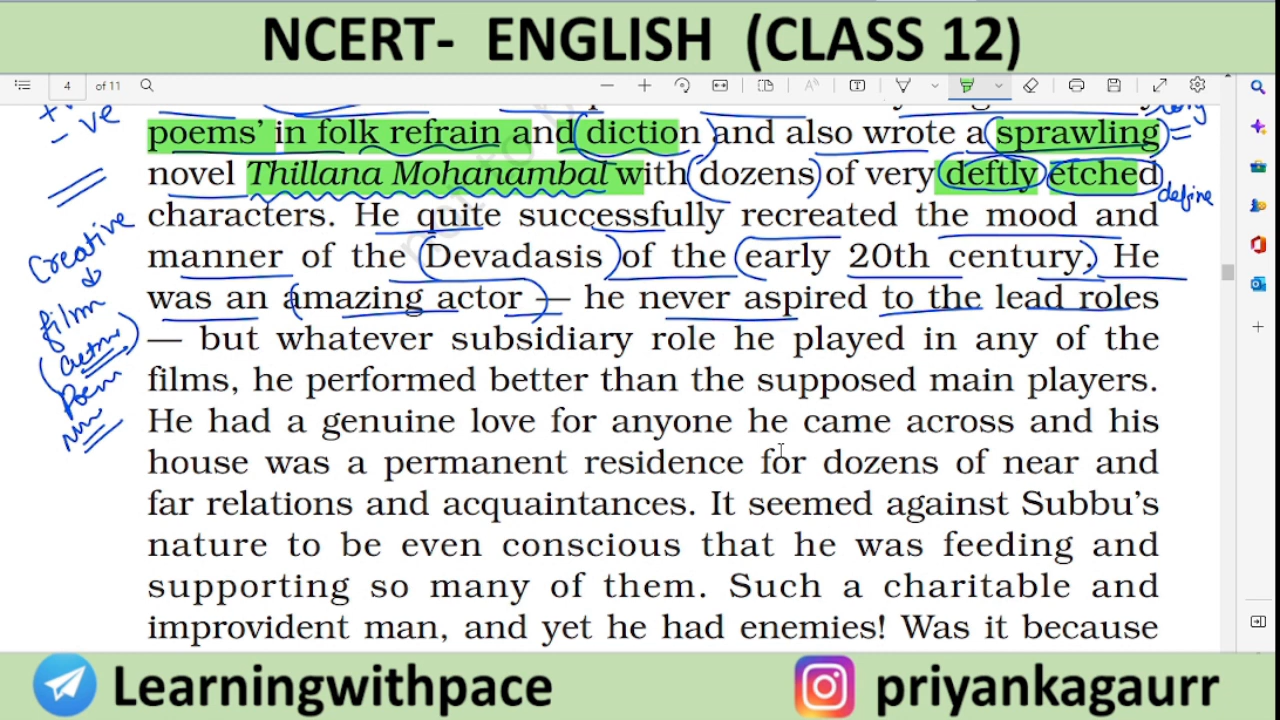 NCERT- ENGLISH (CLASS 12)
4 of 11
ve
poems' in folk refrain and diction and also wrote a sprawling
novel Thillana Mohanambal with dozens of very deftly etched
define
characters. He quite successfully recreated the mood and
Creative
manner of the Devadasis of the early 20th century. He
was an amazing actor — he never aspired to the lead roles
film
— but whatever subsidiary role he played in any of the
films, he performed better than the supposed main players.
Poem
He had a genuine love for anyone he came across and his
house was a permanent residence for dozens of near and
far relations and acquaintances. It seemed against Subbu's
nature to be even conscious that he was feeding and
supporting so many of them. Such a charitable and
improvident man, and yet he had enemies! Was it because
Learningwithpace
priyankagaurr